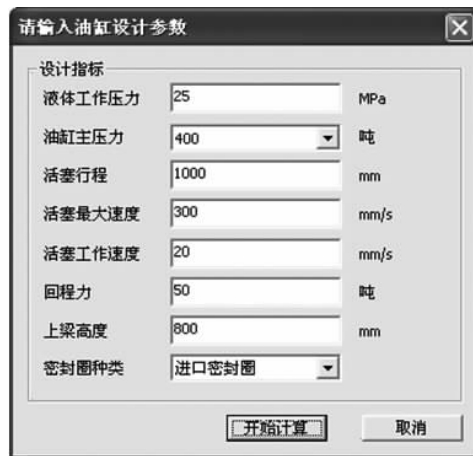 请输入油缸设计参数
设计指标
液体工作压力 25 MPa
油缸主压力 400 吨
活塞行程 1000 mm
活塞最大速度 300 mm/s
活塞工作速度 20 mm/s
回程力 50 吨
上梁高度 800 mm
密封圈种类 进口密封圈
开始计算 取消